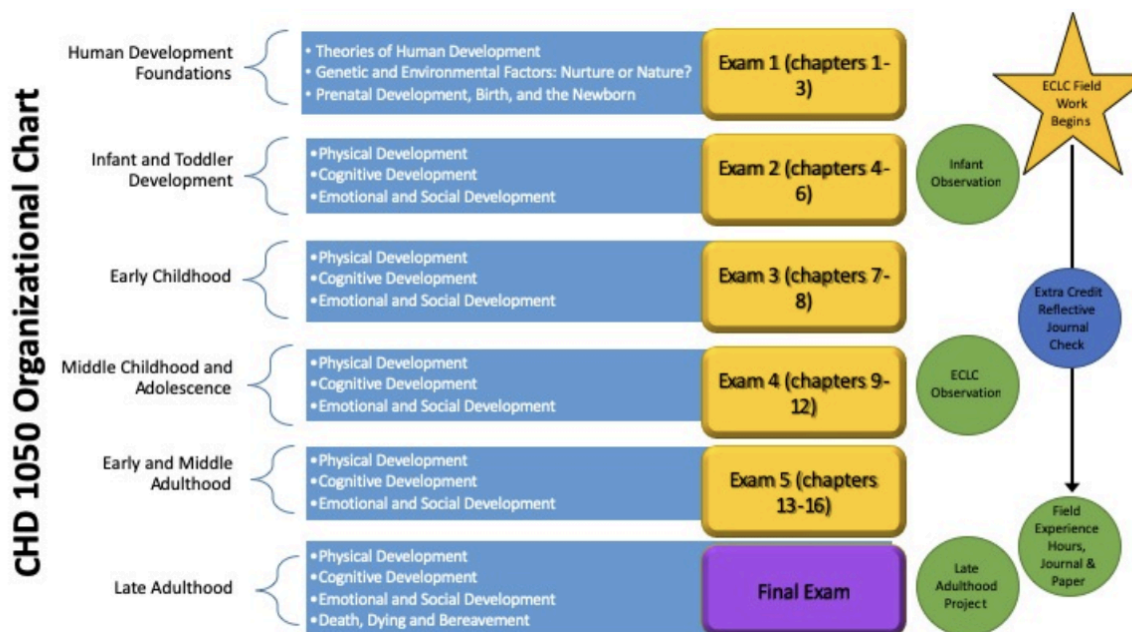 CHD 1050 Organizational Chart
Human Development
Foundations
• Theories of Human Development
• Genetic and Environmental Factors: Nurture or Nature?
• Prenatal Development, Birth, and the Newborn
Exam 1 (chapters 1-
3)
ECLC Field
Work
Begins
Infant and Toddler
Development
•Physical Development
•Cognitive Development
•Emotional and Social Development
Exam 2 (chapters 4-
6)
Infant
Observation
Early Childhood
•Physical Development
•Cognitive Development
•Emotional and Social Development
Exam 3 (chapters 7-
8)
Extra Credit
Reflective
Journal
Check
Middle Childhood and
Adolescence
•Physical Development
•Cognitive Development
•Emotional and Social Development
Exam 4 (chapters 9-
12)
ECLC
Observation
Early and Middle
Adulthood
•Physical Development
•Cognitive Development
•Emotional and Social Development
Exam 5 (chapters
13-16)
Field
Experience
Hours,
Journal &
Paper
Late Adulthood
•Physical Development
•Cognitive Development
•Emotional and Social Development
•Death, Dying and Bereavement
Final Exam
Late
Adulthood
Project